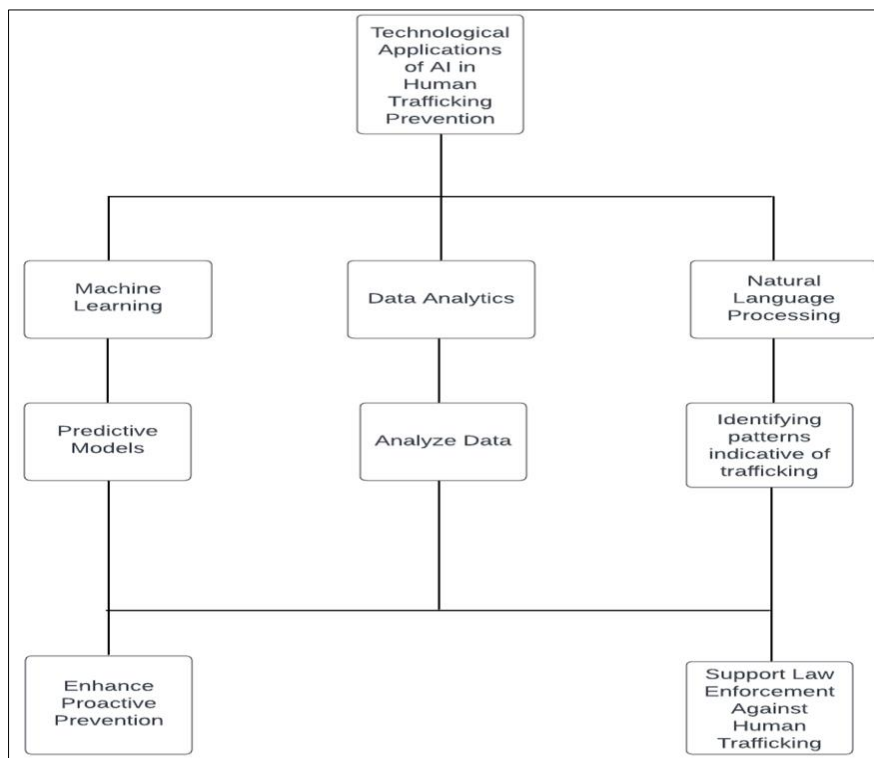 Technological
Applications
of AI in
Human
Trafficking
Prevention
Machine
Learning
Data Analytics
Natural
Language
Processing
Predictive
Models
Analyze Data
Identifying
patterns
indicative of
trafficking
Enhance
Proactive
Prevention
Support Law
Enforcement
Against
Human
Trafficking